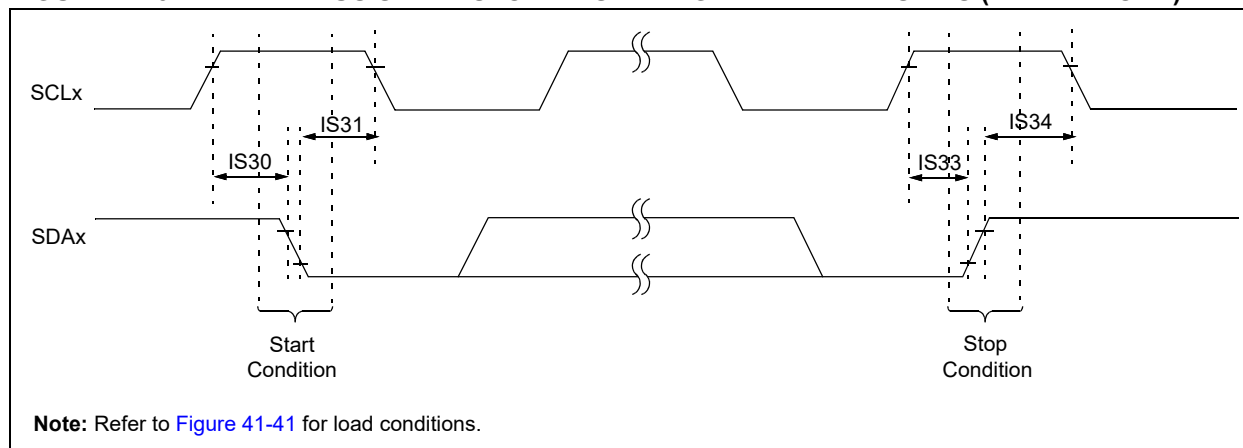 SCLx
IS31
IS34
IS30
IS33
SDAx
Start
Condition
Stop
Condition
Note: Refer to Figure 41-41 for load conditions.